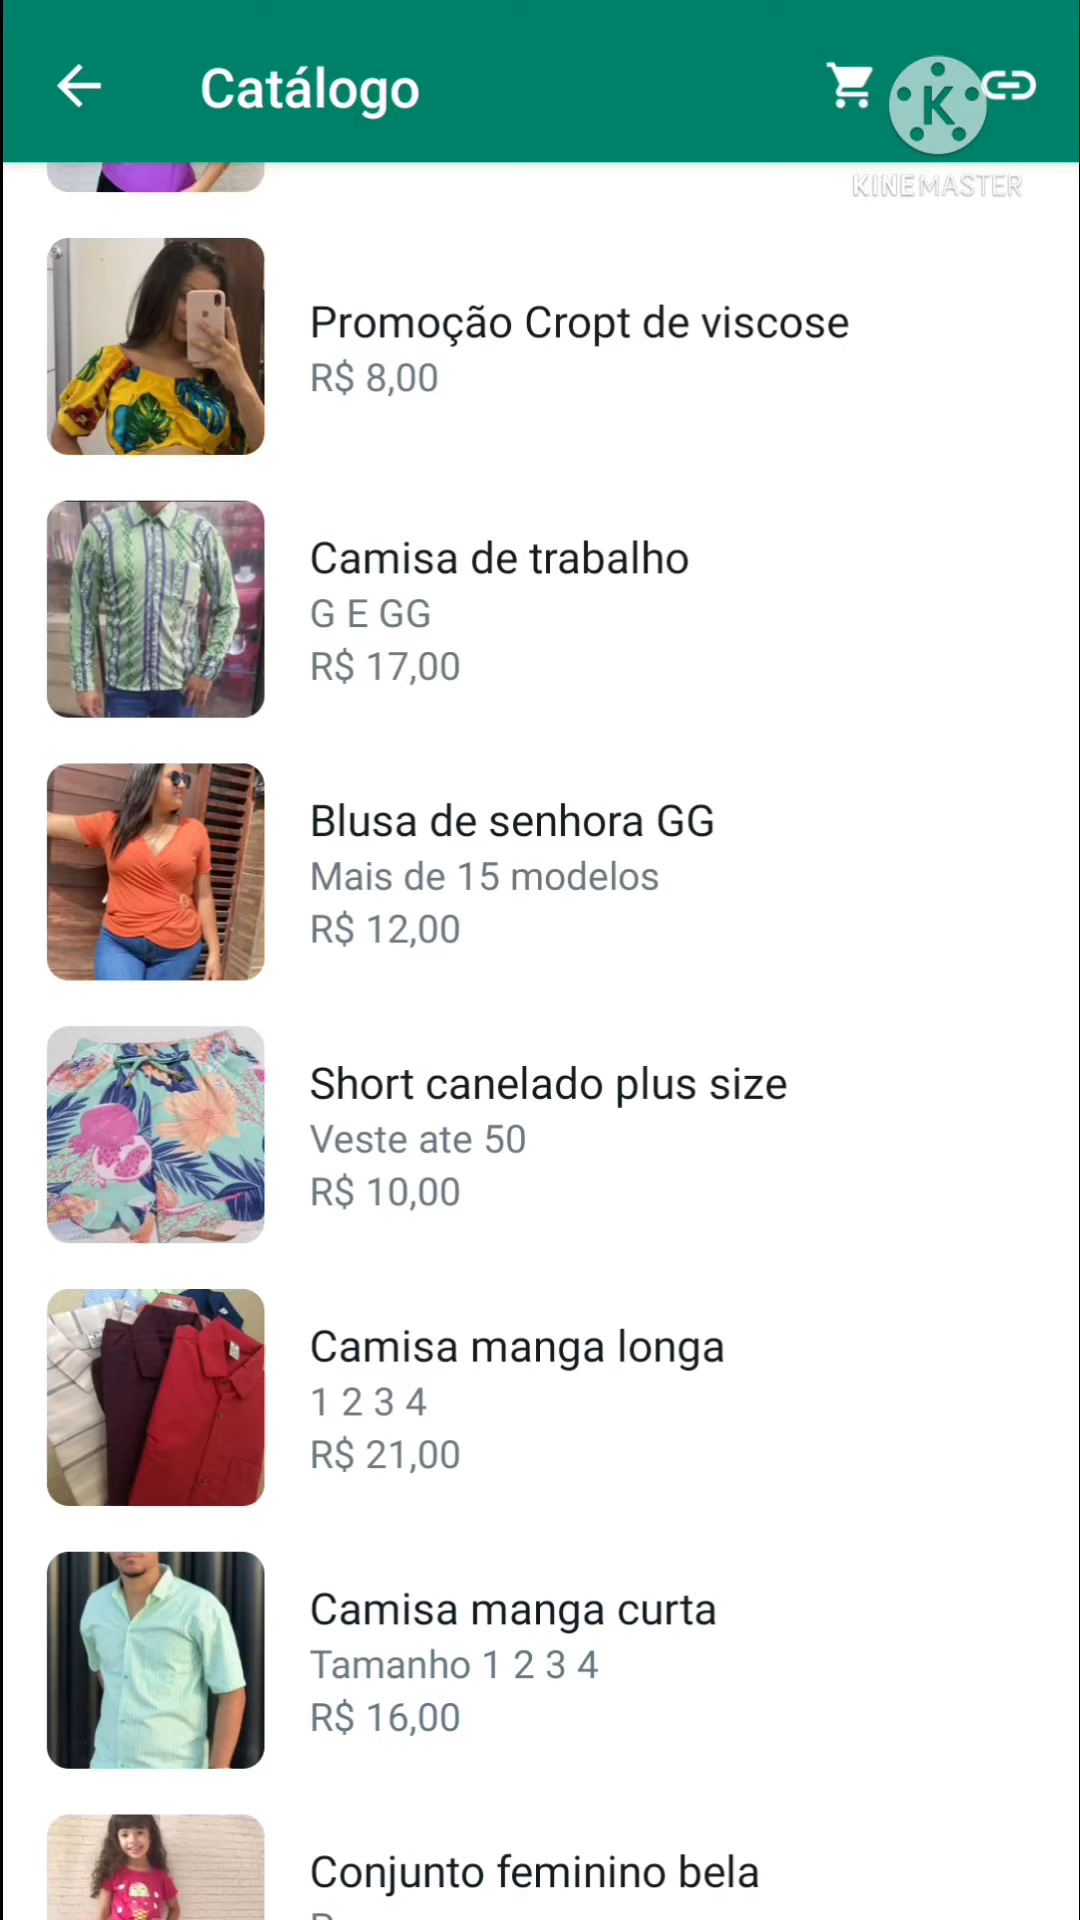 Catálogo
K
KINEMASTER
Promoção Cropt de viscose
R$ 8,00
Camisa de trabalho
G E GG
R$ 17,00
Blusa de senhora GG
Mais de 15 modelos
R$ 12,00
Short canelado plus size
Veste ate 50
R$ 10,00
Camisa manga longa
1 2 3 4
R$ 21,00
Camisa manga curta
Tamanho 1 2 3 4
R$ 16,00
Conjunto feminino bela